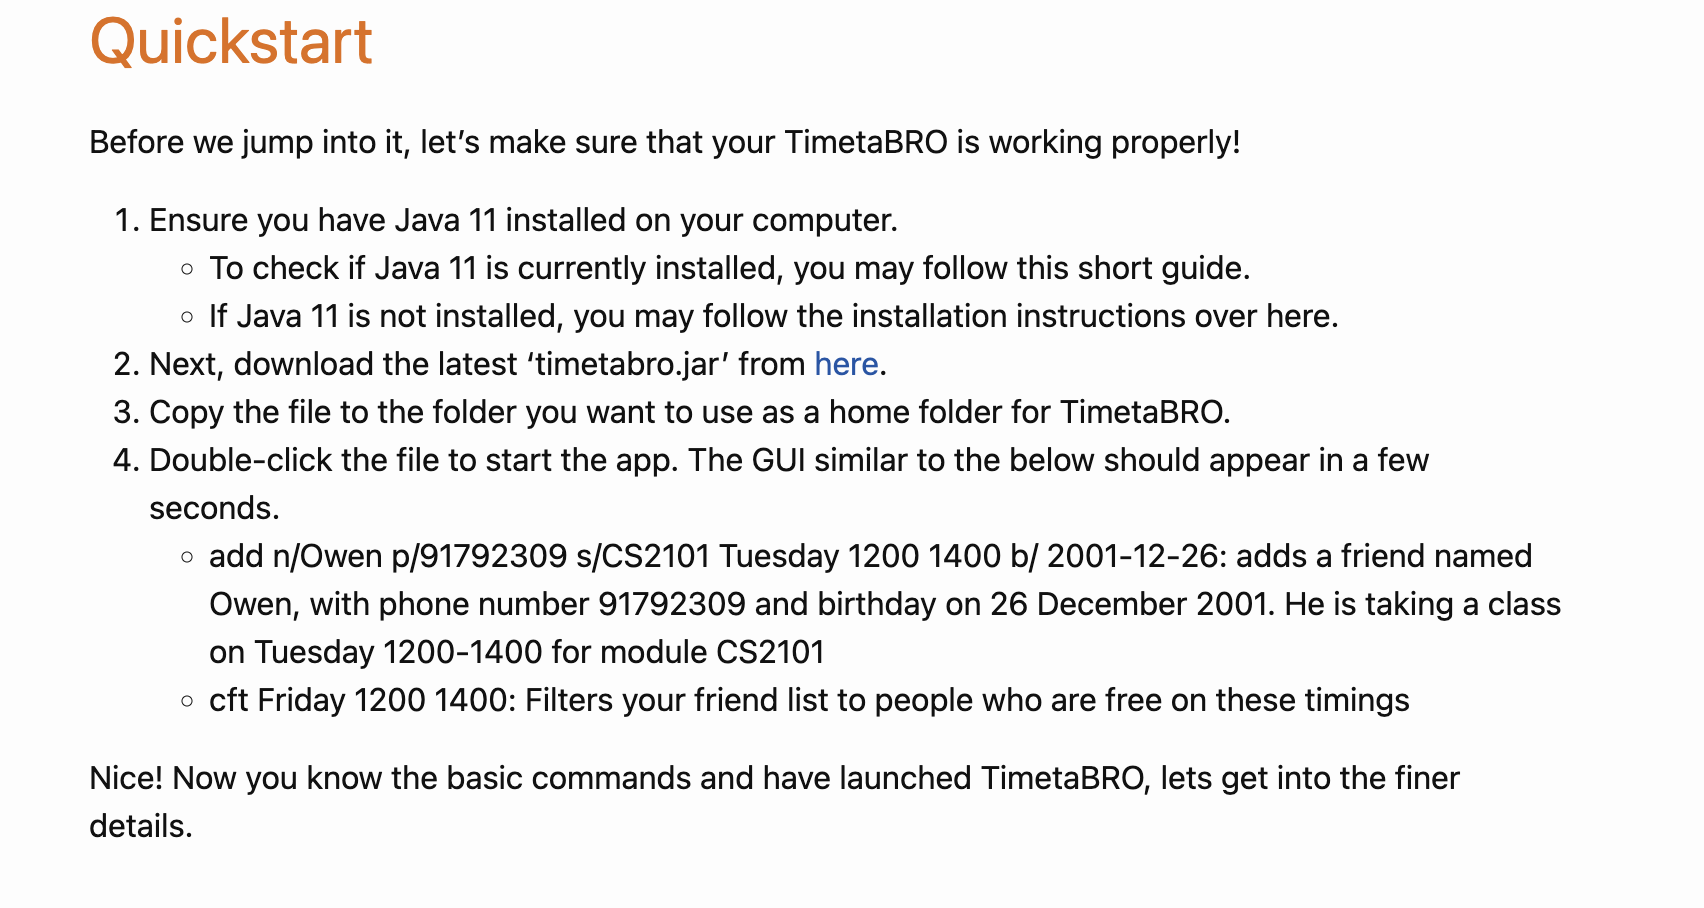 Quickstart
Before we jump into it, let’s make sure that your TimetaBRO is working properly!
1. Ensure you have Java 11 installed on your computer.
◦ To check if Java 11 is currently installed, you may follow this short guide.
◦ If Java 11 is not installed, you may follow the installation instructions over here.
2. Next, download the latest ‘timetabro.jar’ from here.
3. Copy the file to the folder you want to use as a home folder for TimetaBRO.
4. Double-click the file to start the app. The GUI similar to the below should appear in a few
seconds.
◦ add n/Owen p/91792309 s/CS2101 Tuesday 1200 1400 b/ 2001-12-26: adds a friend named
Owen, with phone number 91792309 and birthday on 26 December 2001. He is taking a class
on Tuesday 1200-1400 for module CS2101
◦ cft Friday 1200 1400: Filters your friend list to people who are free on these timings
Nice! Now you know the basic commands and have launched TimetaBRO, lets get into the finer
details.